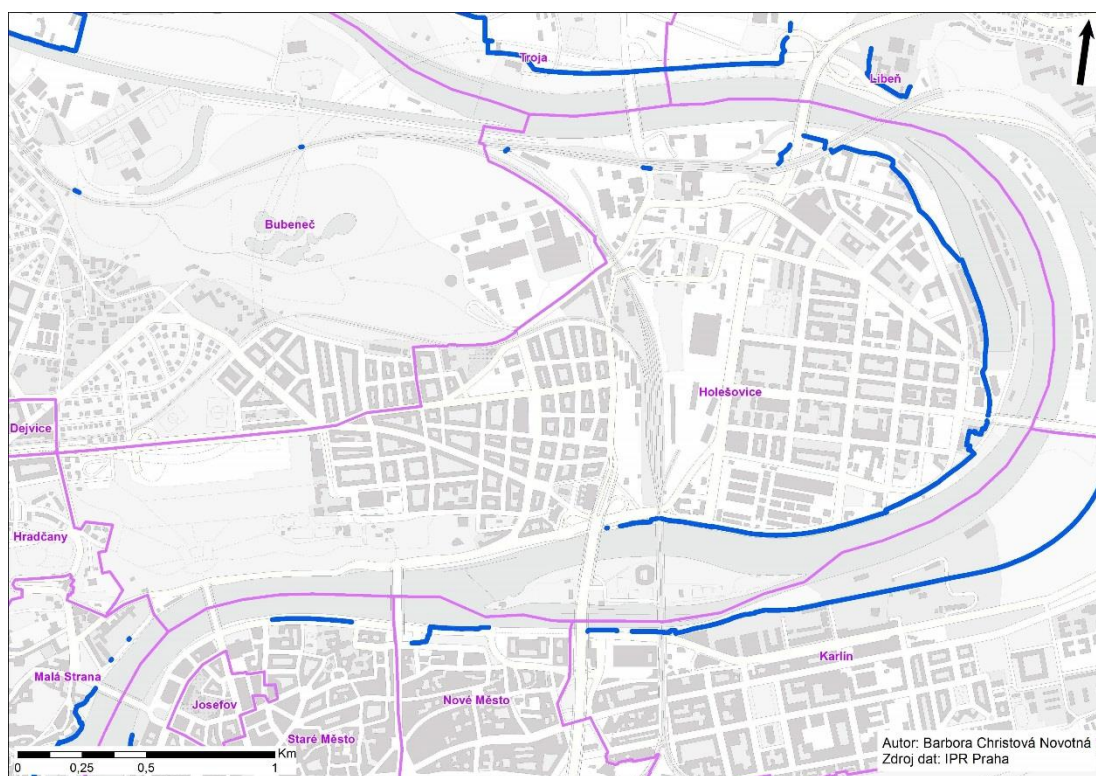 Troja
Libeň
Bubeneč
Dejvice
Holešovice
Hradčany
Malá Strana
Josefov
Staré Město
Nové Město
Karlín
Km
0 0,25 0,5 1
Autor: Barbora Christová Novotná
Zdroj dat: IPR Praha